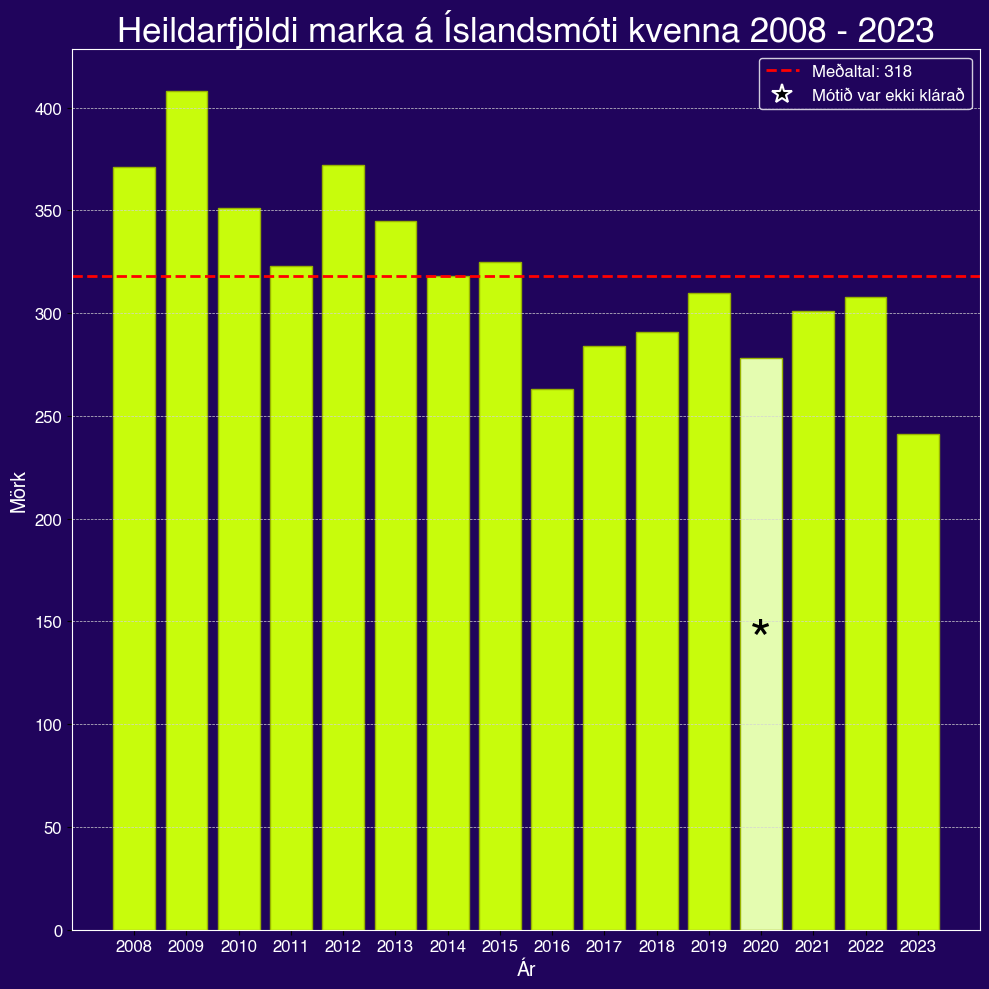 Heildarfjöldi marka á Íslandsmóti kvenna 2008 - 2023
Meðaltal: 318
Mótið var ekki klárað
Mörk
400
350
300
250
200
150
100
50
0
*
2008 2009 2010 2011 2012 2013 2014 2015 2016 2017 2018 2019 2020 2021 2022 2023
Ár